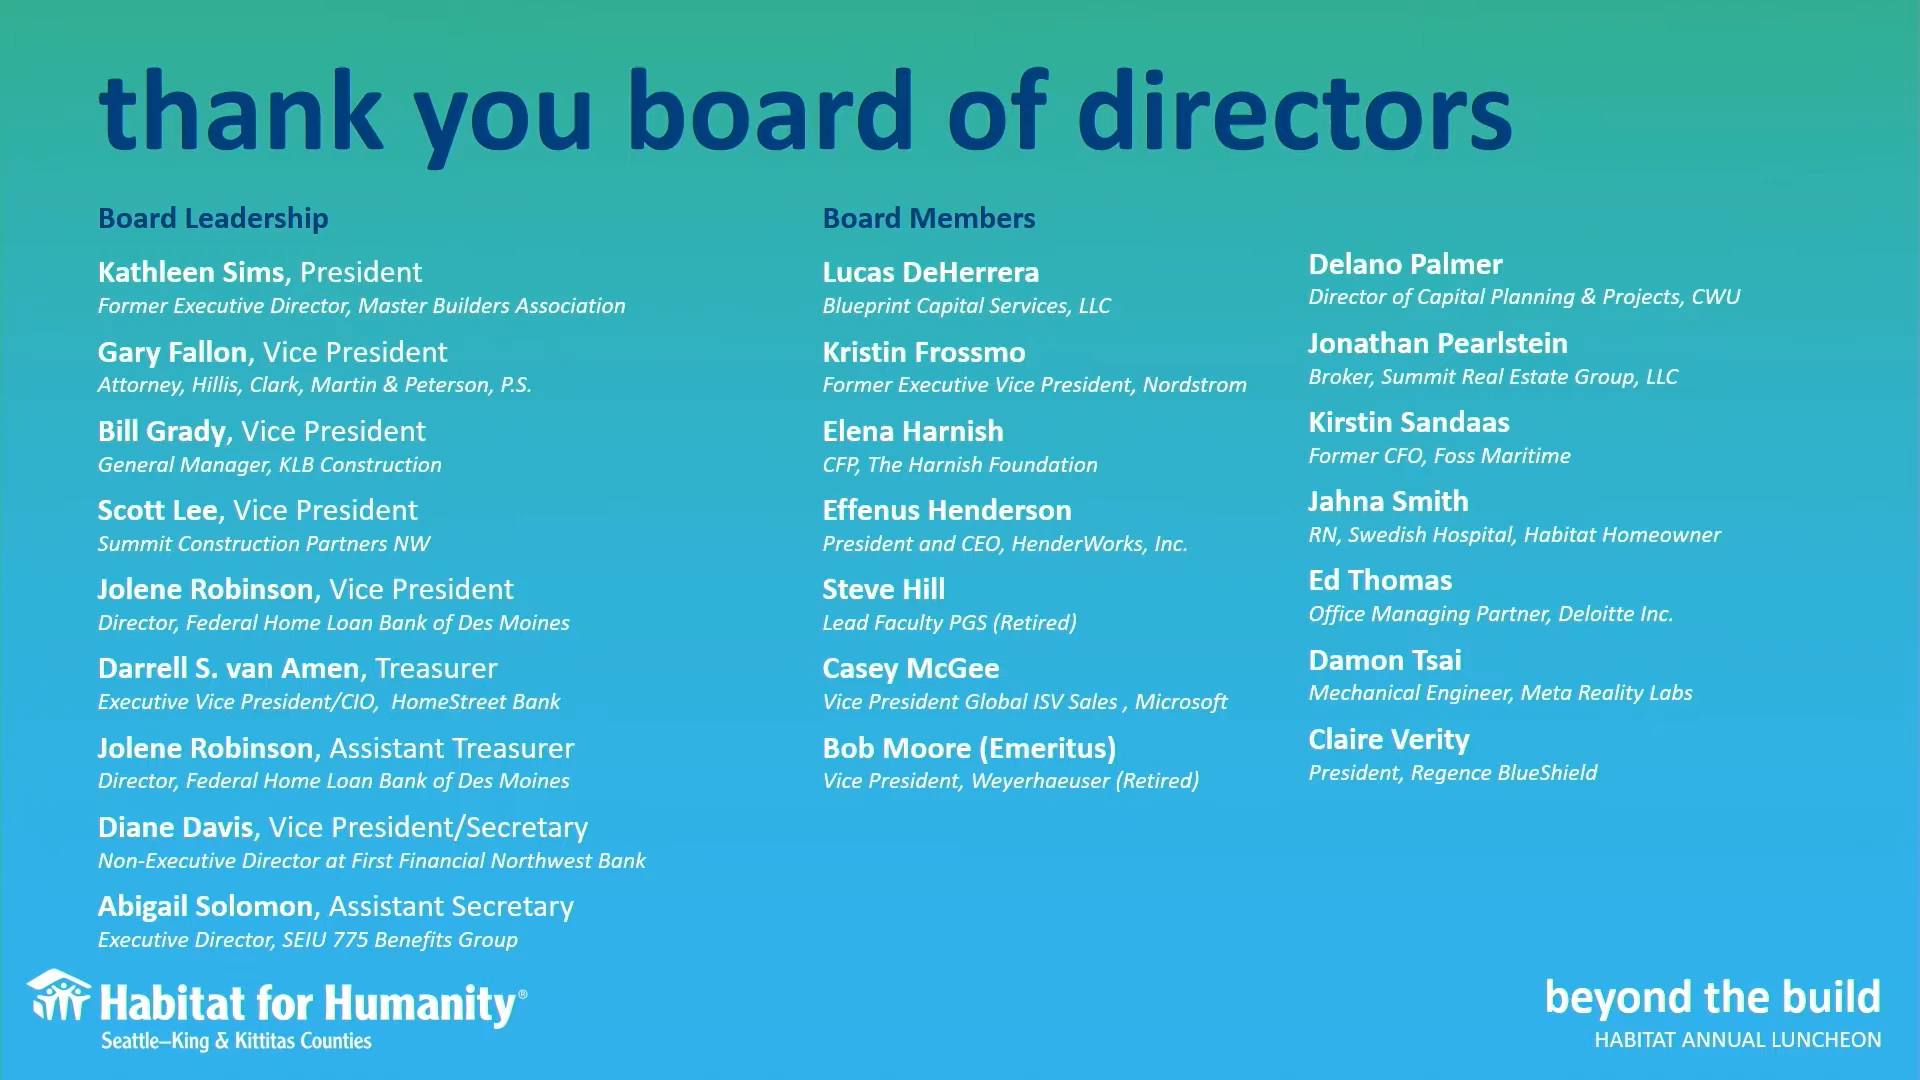 thank you board of directors
Board Leadership
Kathleen Sims, President
Former Executive Director, Master Builders Association
Gary Fallon, Vice President
Attorney, Hillis, Clark, Martin & Peterson, P.S.
Bill Grady, Vice President
General Manager, KLB Construction
Scott Lee, Vice President
Summit Construction Partners NW
Jolene Robinson, Vice President
Director, Federal Home Loan Bank of Des Moines
Darrell S. van Amen, Treasurer
Executive Vice President/CIO,  HomeStreet Bank
Jolene Robinson, Assistant Treasurer
Director, Federal Home Loan Bank of Des Moines
Diane Davis, Vice President/Secretary
Non-Executive Director at First Financial Northwest Bank
Abigail Solomon, Assistant Secretary
Executive Director, SEIU 775 Benefits Group
Board Members
Lucas DeHerrera
Blueprint Capital Services, LLC
Kristin Frossmo
Former Executive Vice President, Nordstrom
Elena Harnish
CFP, The Harnish Foundation
Effenus Henderson
President and CEO, HenderWorks, Inc.
Steve Hill
Lead Faculty PGS (Retired)
Casey McGee
Vice President Global ISV Sales , Microsoft
Bob Moore (Emeritus)
Vice President, Weyerhaeuser (Retired)
Delano Palmer
Director of Capital Planning & Projects, CWU
Jonathan Pearlstein
Broker, Summit Real Estate Group, LLC
Kirstin Sandaas
Former CFO, Foss Maritime
Jahna Smith
RN, Swedish Hospital, Habitat Homeowner
Ed Thomas
Office Managing Partner, Deloitte Inc.
Damon Tsai
Mechanical Engineer, Meta Reality Labs
Claire Verity
President, Regence BlueShield
Habitat for Humanity®
Seattle–King & Kittitas Counties
beyond the build
HABITAT ANNUAL LUNCHEON